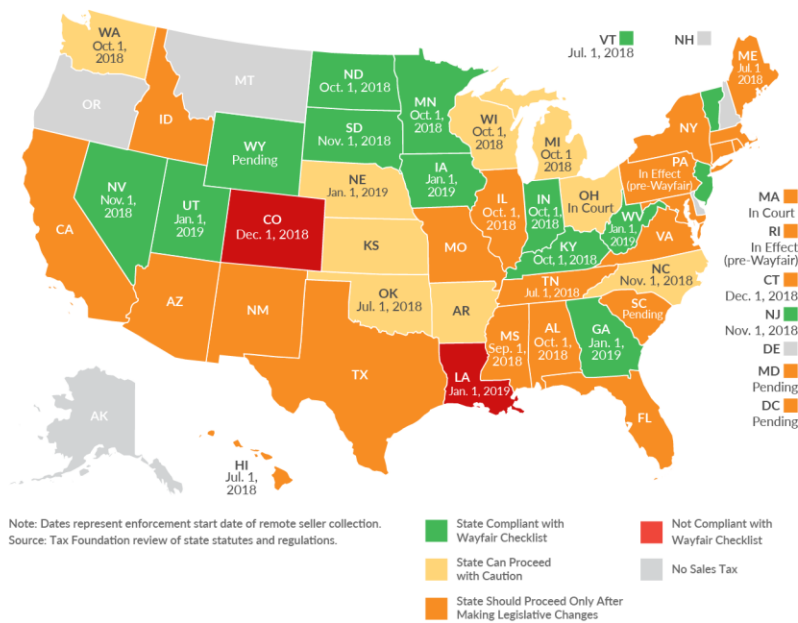 WA
Oct. 1,
2018
OR
CA
NV
Nov. 1,
2018
ID
MT
WY
Pending
UT
Jan. 1,
2019
CO
Dec. 1, 2018
AZ
NM
ND
Oct. 1, 2018
SD
Nov. 1, 2018
NE
Jan. 1, 2019
KS
OK
Jul. 1, 2018
TX
MN
Oct. 1,
2018
IA
Jan. 1,
2019
MO
AR
LA
Jan. 1, 2019
WI
Oct. 1,
2018
IL
Oct. 1,
2018
MI
Oct. 1
2018
IN
Oct. 1,
2018
OH
In Court
KY
Oct, 1, 2018
TN
Jul. 1, 2018
MS
Sep. 1,
2018
AL
Oct. 1,
2018
GA
Jan. 1,
2019
FL
SC
Pending
NC
Nov. 1, 2018
VA
WV
Jan. 1,
2019
PA
In Effect
(pre-Wayfair)
NY
ME
Jul. 1
2018
VT
Jul. 1, 2018
NH
MA
In Court
RI
In Effect
(pre-Wayfair)
CT
Dec. 1, 2018
NJ
Nov. 1, 2018
DE
MD
Pending
DC
Pending
AK
HI
Jul. 1,
2018
Note: Dates represent enforcement start date of remote seller collection.
Source: Tax Foundation review of state statutes and regulations.
State Compliant with
Wayfair Checklist
State Can Proceed
with Caution
State Should Proceed Only After
Making Legislative Changes
Not Compliant with
Wayfair Checklist
No Sales Tax